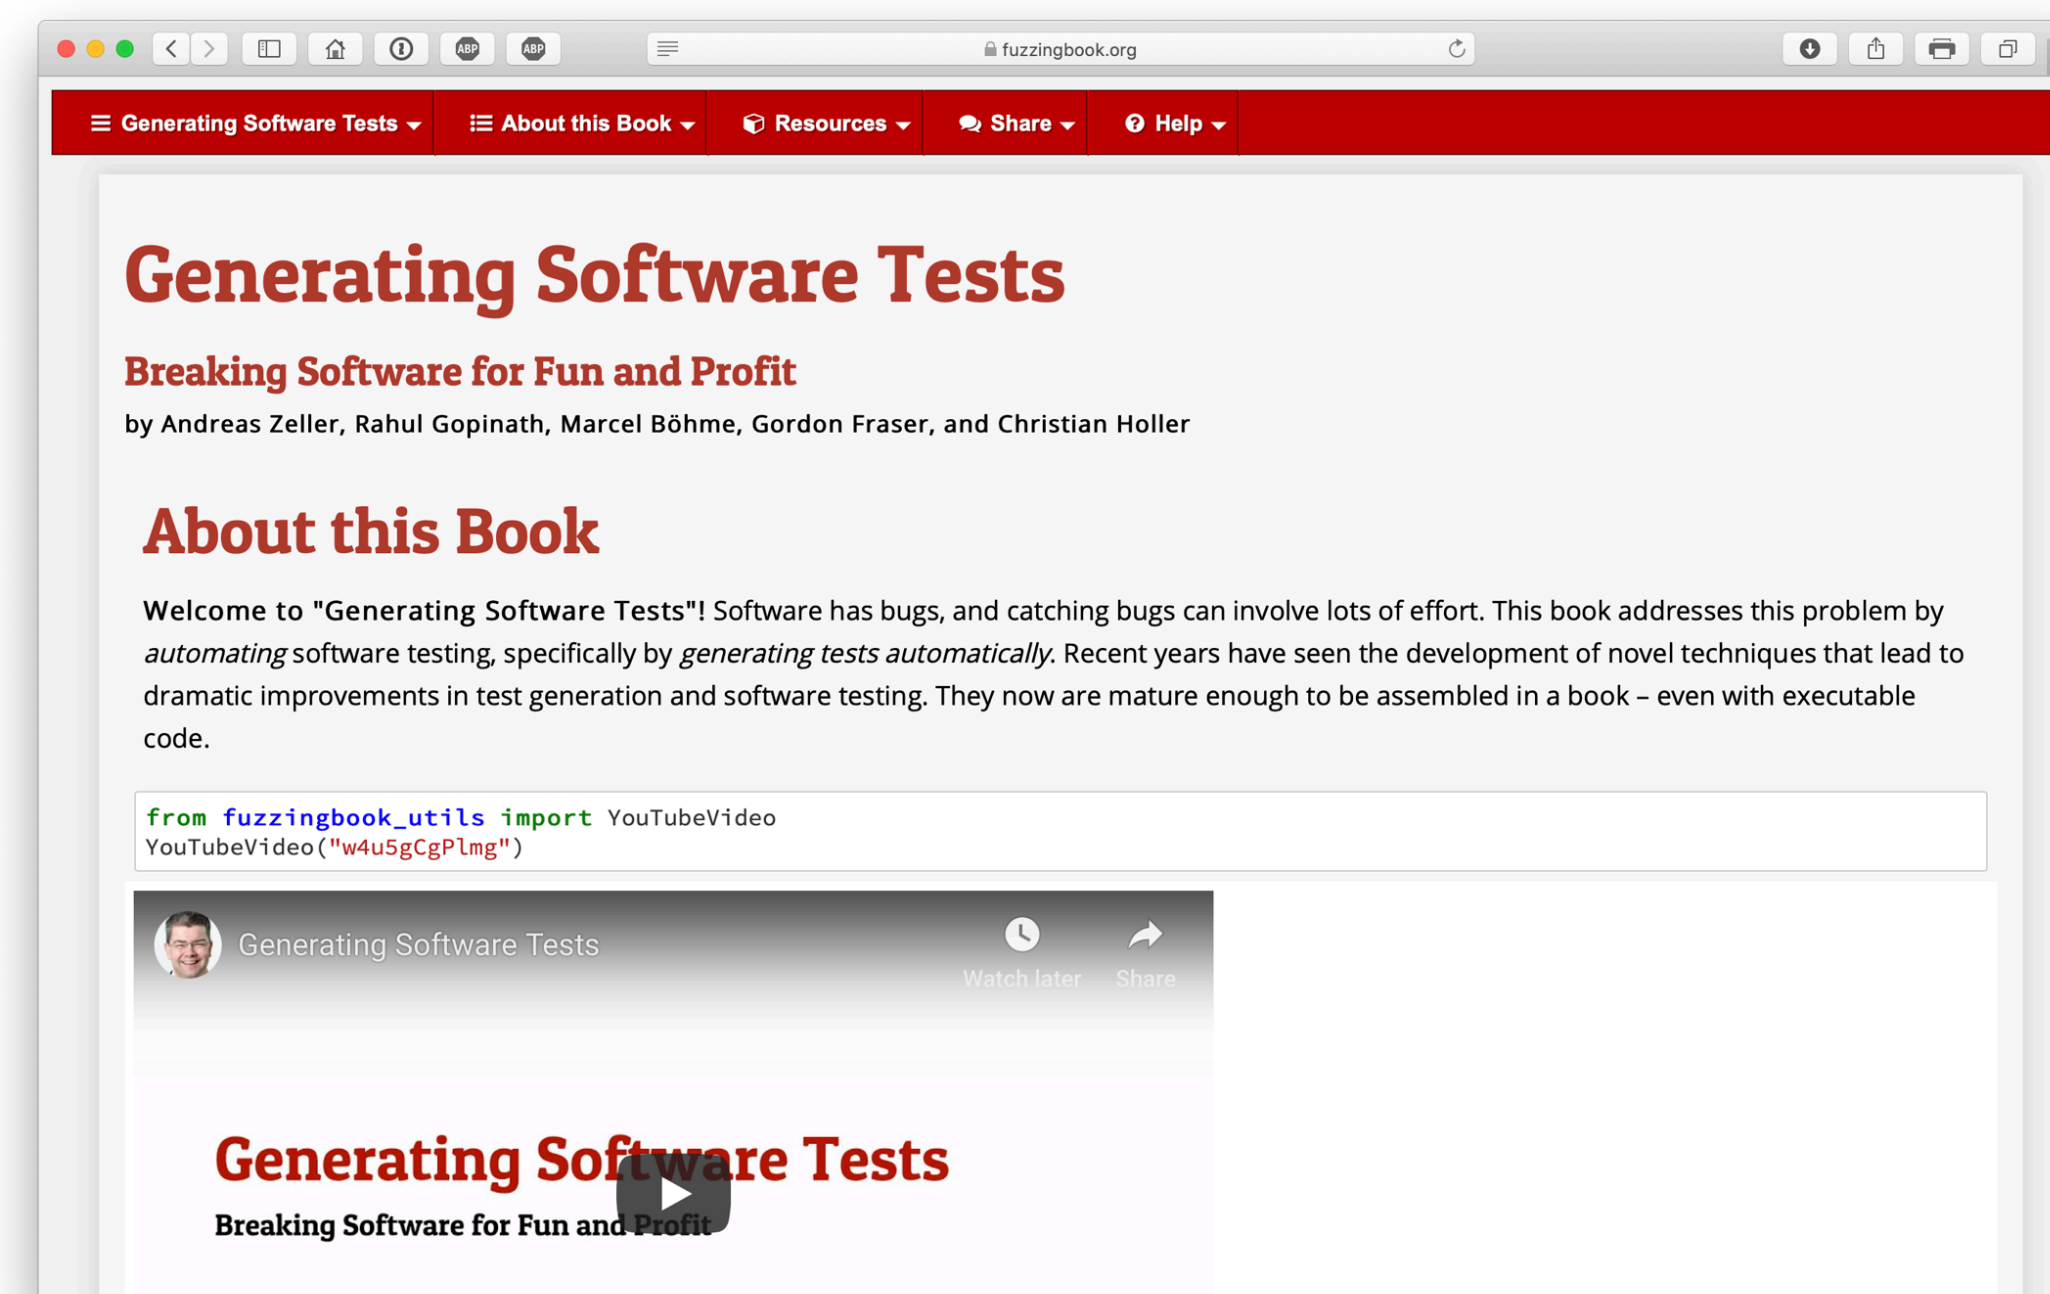 ABP
ABP
fuzzingbook.org
Generating Software Tests
About this Book
Resources
Share
Help
Generating Software Tests
Breaking Software for Fun and Profit
by Andreas Zeller, Rahul Gopinath, Marcel Böhme, Gordon Fraser, and Christian Holler
About this Book
Welcome to "Generating Software Tests"! Software has bugs, and catching bugs can involve lots of effort. This book addresses this problem by
automating software testing, specifically by generating tests automatically. Recent years have seen the development of novel techniques that lead to
dramatic improvements in test generation and software testing. They now are mature enough to be assembled in a book – even with executable
code.
from fuzzingbook_utils import YouTubeVideo
YouTubeVideo("w4u5gCgPlmg")
Generating Software Tests
Watch later
Share
Generating Software Tests
Breaking Software for Fun and Profit